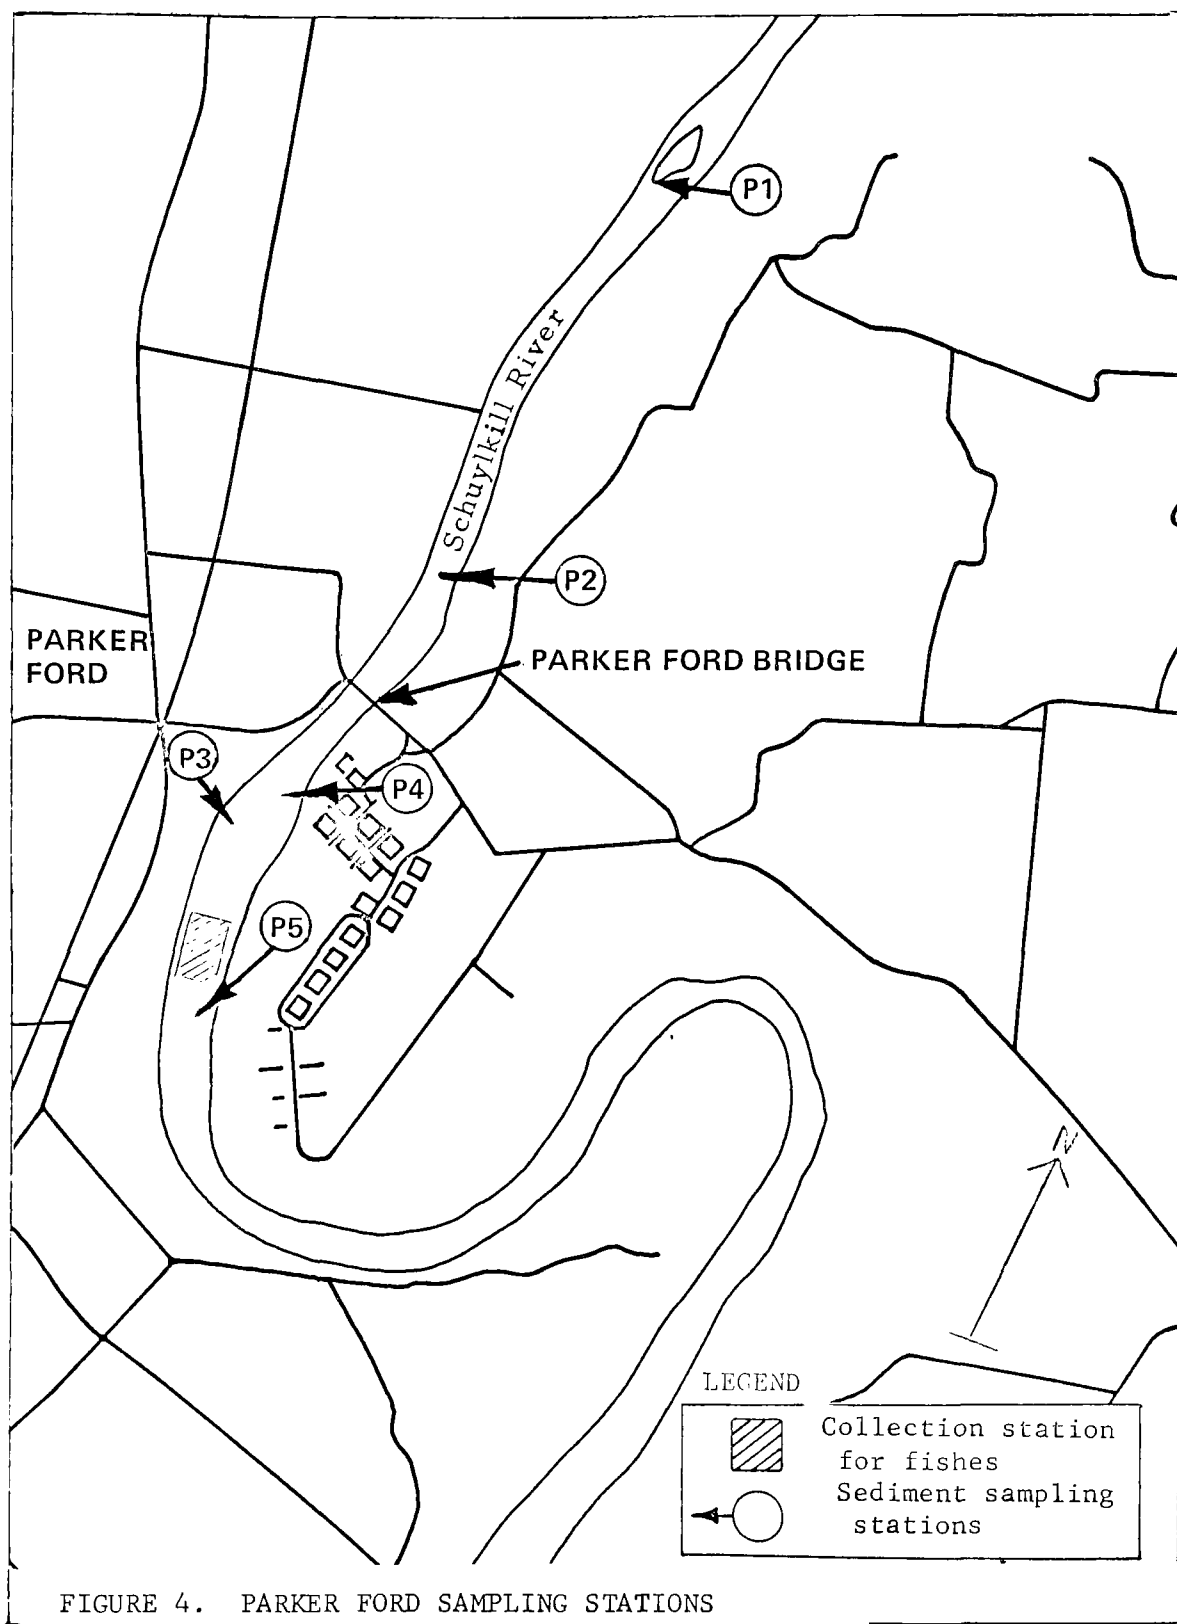 P1
Schuylkill River
P2
PARKER
FORD
PARKER FORD BRIDGE
P3
P4
P5
N
LEGEND
Collection station
for fishes
Sediment sampling
stations
FIGURE 4. PARKER FORD SAMPLING STATIONS